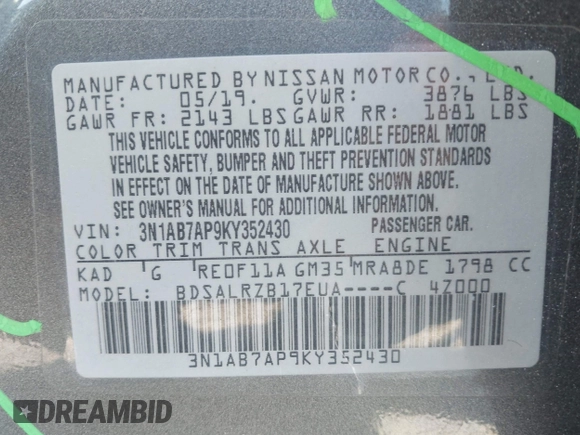 MANUFACTURED BY NISSAN MOTOR CO., LTD.
DATE: 05/19. GVWR: 3876 LBS
GAWR FR: 2143 LBS GAWR RR: 1881 LBS
THIS VEHICLE CONFORMS TO ALL APPLICABLE FEDERAL MOTOR
VEHICLE SAFETY, BUMPER AND THEFT PREVENTION STANDARDS
IN EFFECT ON THE DATE OF MANUFACTURE SHOWN ABOVE.
SEE OWNER'S MANUAL FOR ADDITIONAL INFORMATION.
VIN: 3N1AB7AP9KY352430 PASSENGER CAR.
COLOR TRIM TRANS AXLE ENGINE
KAD G RE0F11A GM35 MRA8DE 1798 CC
MODEL: BDSALRZB17EUA----C 4Z000
3N1AB7AP9KY352430
DREAMBID